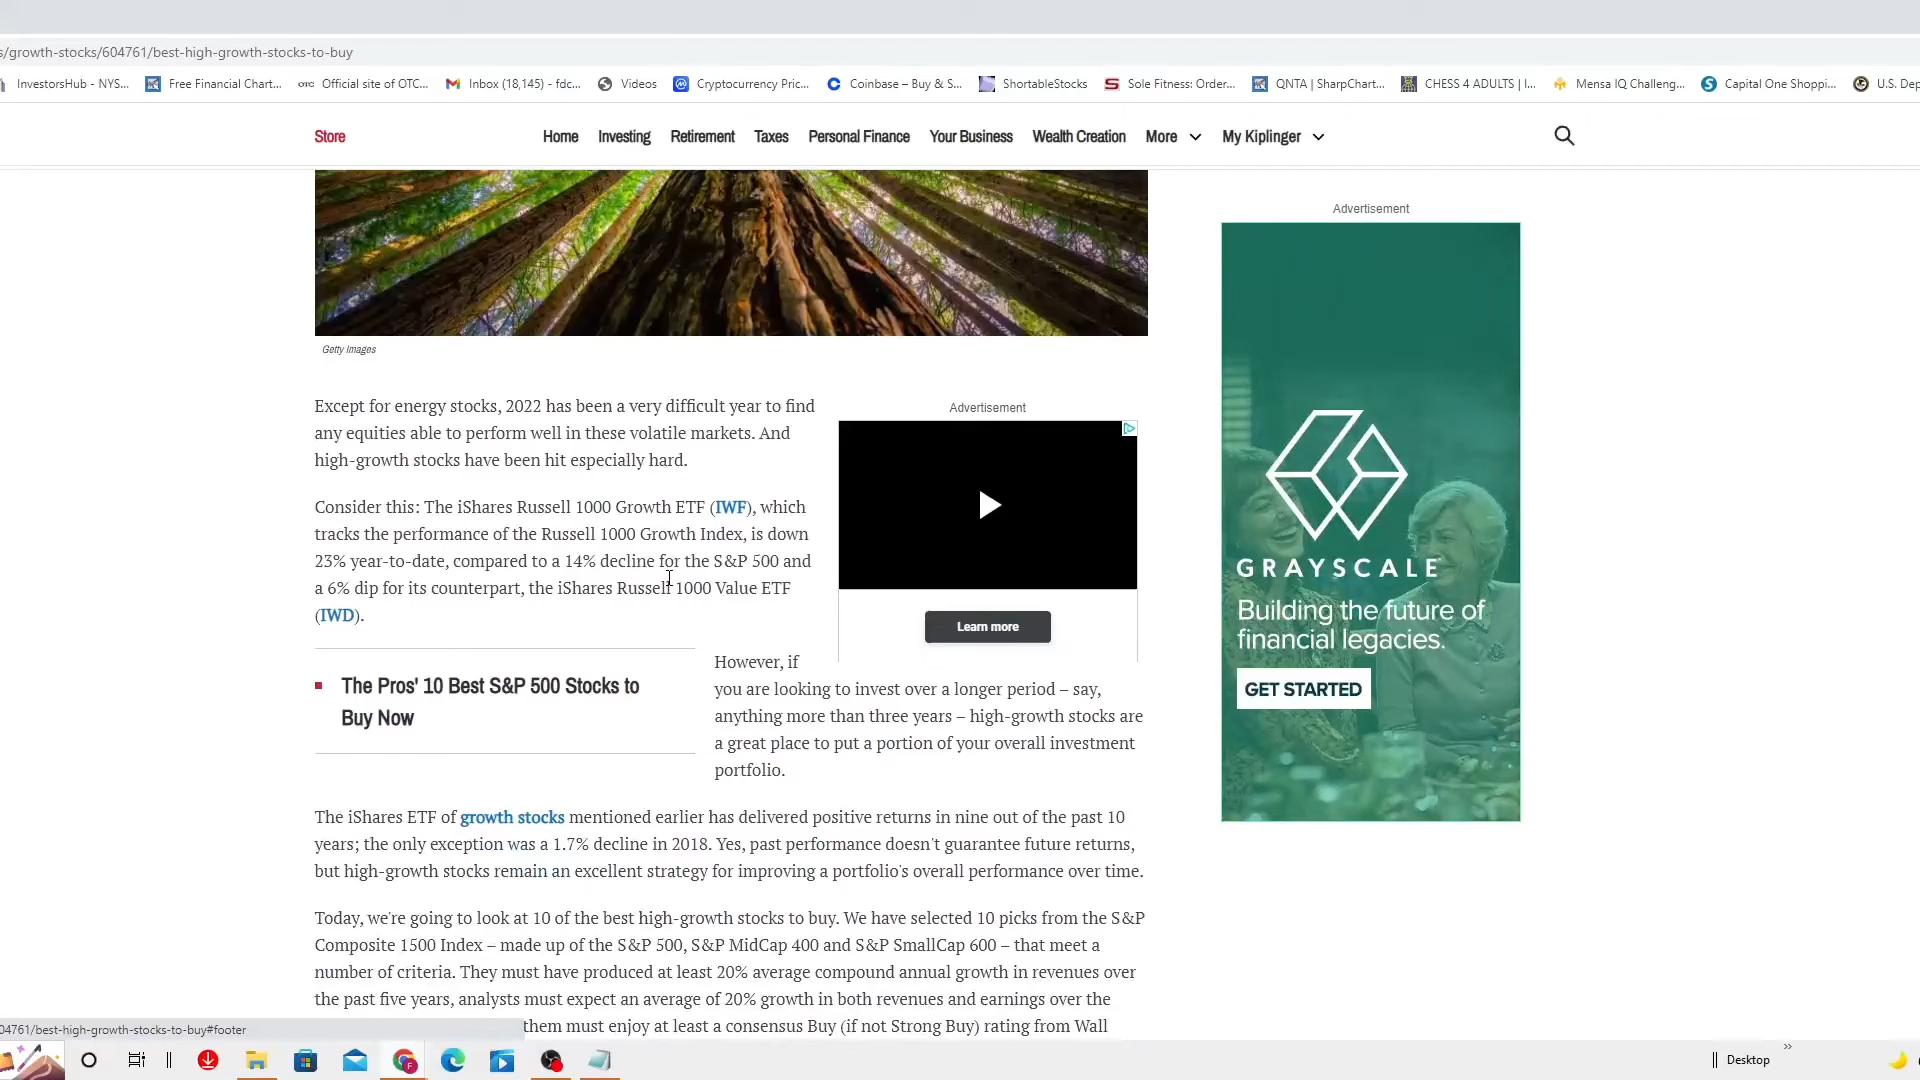 s/growth-stocks/604761/best-high-growth-stocks-to-buy
InvestorsHub - NYS... Free Financial Chart... OTC Official site of OTC... Inbox (18,145) - fdc... Videos Cryptocurrency Pric... Coinbase – Buy & S... ShortableStocks Sole Fitness: Order... QNTA | SharpChart... CHESS 4 ADULTS | I... Mensa IQ Challeng... Capital One Shoppi... U.S. Dep
Store Home Investing Retirement Taxes Personal Finance Your Business Wealth Creation More My Kiplinger
Getty Images
Except for energy stocks, 2022 has been a very difficult year to find
any equities able to perform well in these volatile markets. And
high-growth stocks have been hit especially hard.
Consider this: The iShares Russell 1000 Growth ETF (IWF), which
tracks the performance of the Russell 1000 Growth Index, is down
23% year-to-date, compared to a 14% decline for the S&P 500 and
a 6% dip for its counterpart, the iShares Russell 1000 Value ETF
(IWD).
Advertisement
Learn more
The Pros' 10 Best S&P 500 Stocks to
Buy Now
However, if
you are looking to invest over a longer period – say,
anything more than three years – high-growth stocks are
a great place to put a portion of your overall investment
portfolio.
The iShares ETF of growth stocks mentioned earlier has delivered positive returns in nine out of the past 10
years; the only exception was a 1.7% decline in 2018. Yes, past performance doesn't guarantee future returns,
but high-growth stocks remain an excellent strategy for improving a portfolio's overall performance over time.
Today, we're going to look at 10 of the best high-growth stocks to buy. We have selected 10 picks from the S&P
Composite 1500 Index – made up of the S&P 500, S&P MidCap 400 and S&P SmallCap 600 – that meet a
number of criteria. They must have produced at least 20% average compound annual growth in revenues over
the past five years, analysts must expect an average of 20% growth in both revenues and earnings over the
them must enjoy at least a consensus Buy (if not Strong Buy) rating from Wall
Advertisement
GRAYSCALE
Building the future of
financial legacies.
GET STARTED
04761/best-high-growth-stocks-to-buy#footer
Desktop